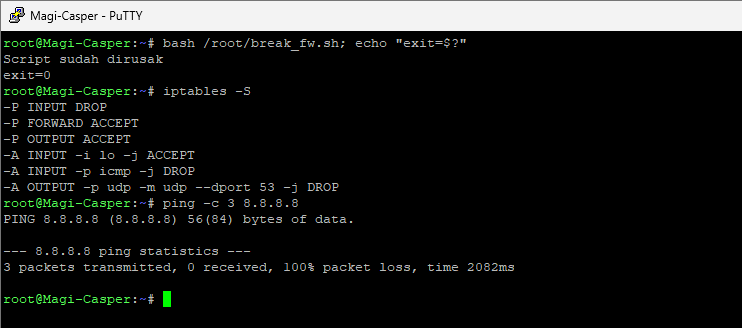 Magi-Casper - PuTTY
root@Magi-Casper:~# bash /root/break_fw.sh; echo "exit=$?"
Script sudah dirusak
exit=0
root@Magi-Casper:~# iptables -S
-P INPUT DROP
-P FORWARD ACCEPT
-P OUTPUT ACCEPT
-A INPUT -i lo -j ACCEPT
-A INPUT -p icmp -j DROP
-A OUTPUT -p udp -m udp --dport 53 -j DROP
root@Magi-Casper:~# ping -c 3 8.8.8.8
PING 8.8.8.8 (8.8.8.8) 56(84) bytes of data.
--- 8.8.8.8 ping statistics ---
3 packets transmitted, 0 received, 100% packet loss, time 2082ms
root@Magi-Casper:~#